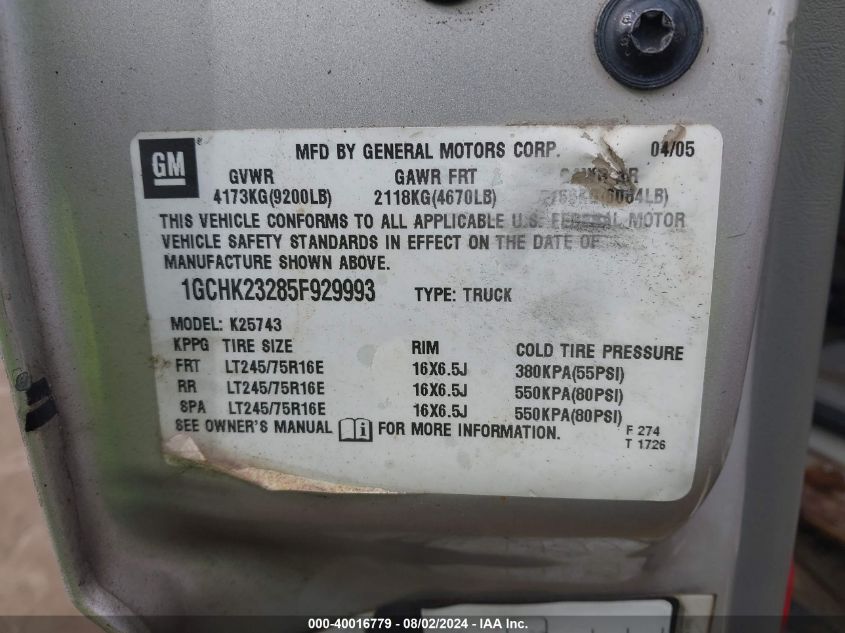 GM
MFD BY GENERAL MOTORS CORP. 04/05
GVWR GAWR FRT GAWR RR
4173KG(9200LB) 2118KG(4670LB)
THIS VEHICLE CONFORMS TO ALL APPLICABLE U.S. FEDERAL MOTOR
VEHICLE SAFETY STANDARDS IN EFFECT ON THE DATE OF
MANUFACTURE SHOWN ABOVE.
1GCHK23285F929993 TYPE: TRUCK
MODEL: K25743
KPPG TIRE SIZE RIM COLD TIRE PRESSURE
FRT LT245/75R16E 16X6.5J 380KPA(55PSI)
RR LT245/75R16E 16X6.5J 550KPA(80PSI)
SPA LT245/75R16E 16X6.5J 550KPA(80PSI)
SEE OWNER'S MANUAL FOR MORE INFORMATION.
F 274
T 1726
000-40016779 - 08/02/2024 - IAA Inc.